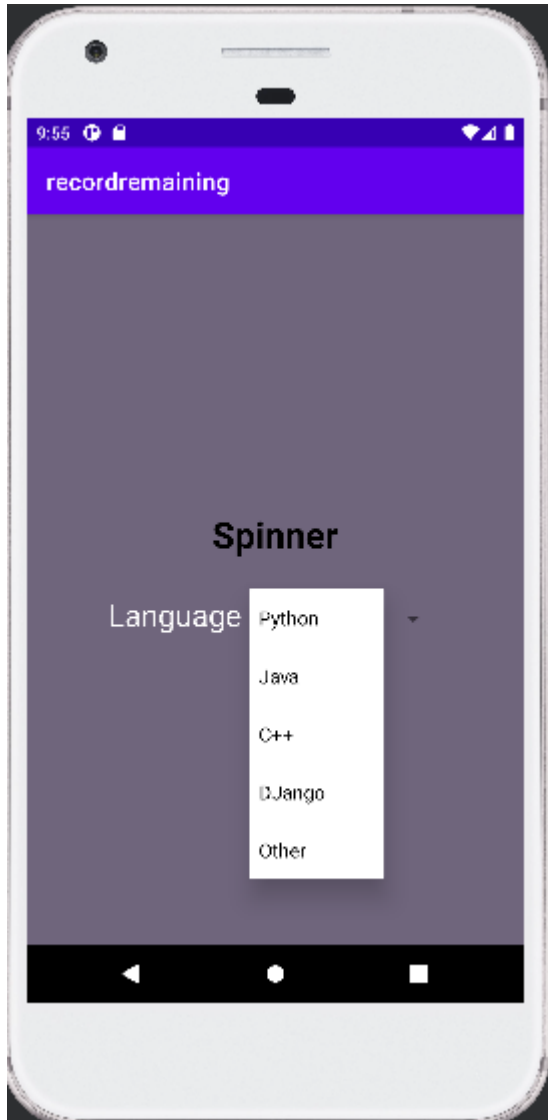 9:55
recordremaining
Spinner
Language Python
Java
C++
DJango
Other